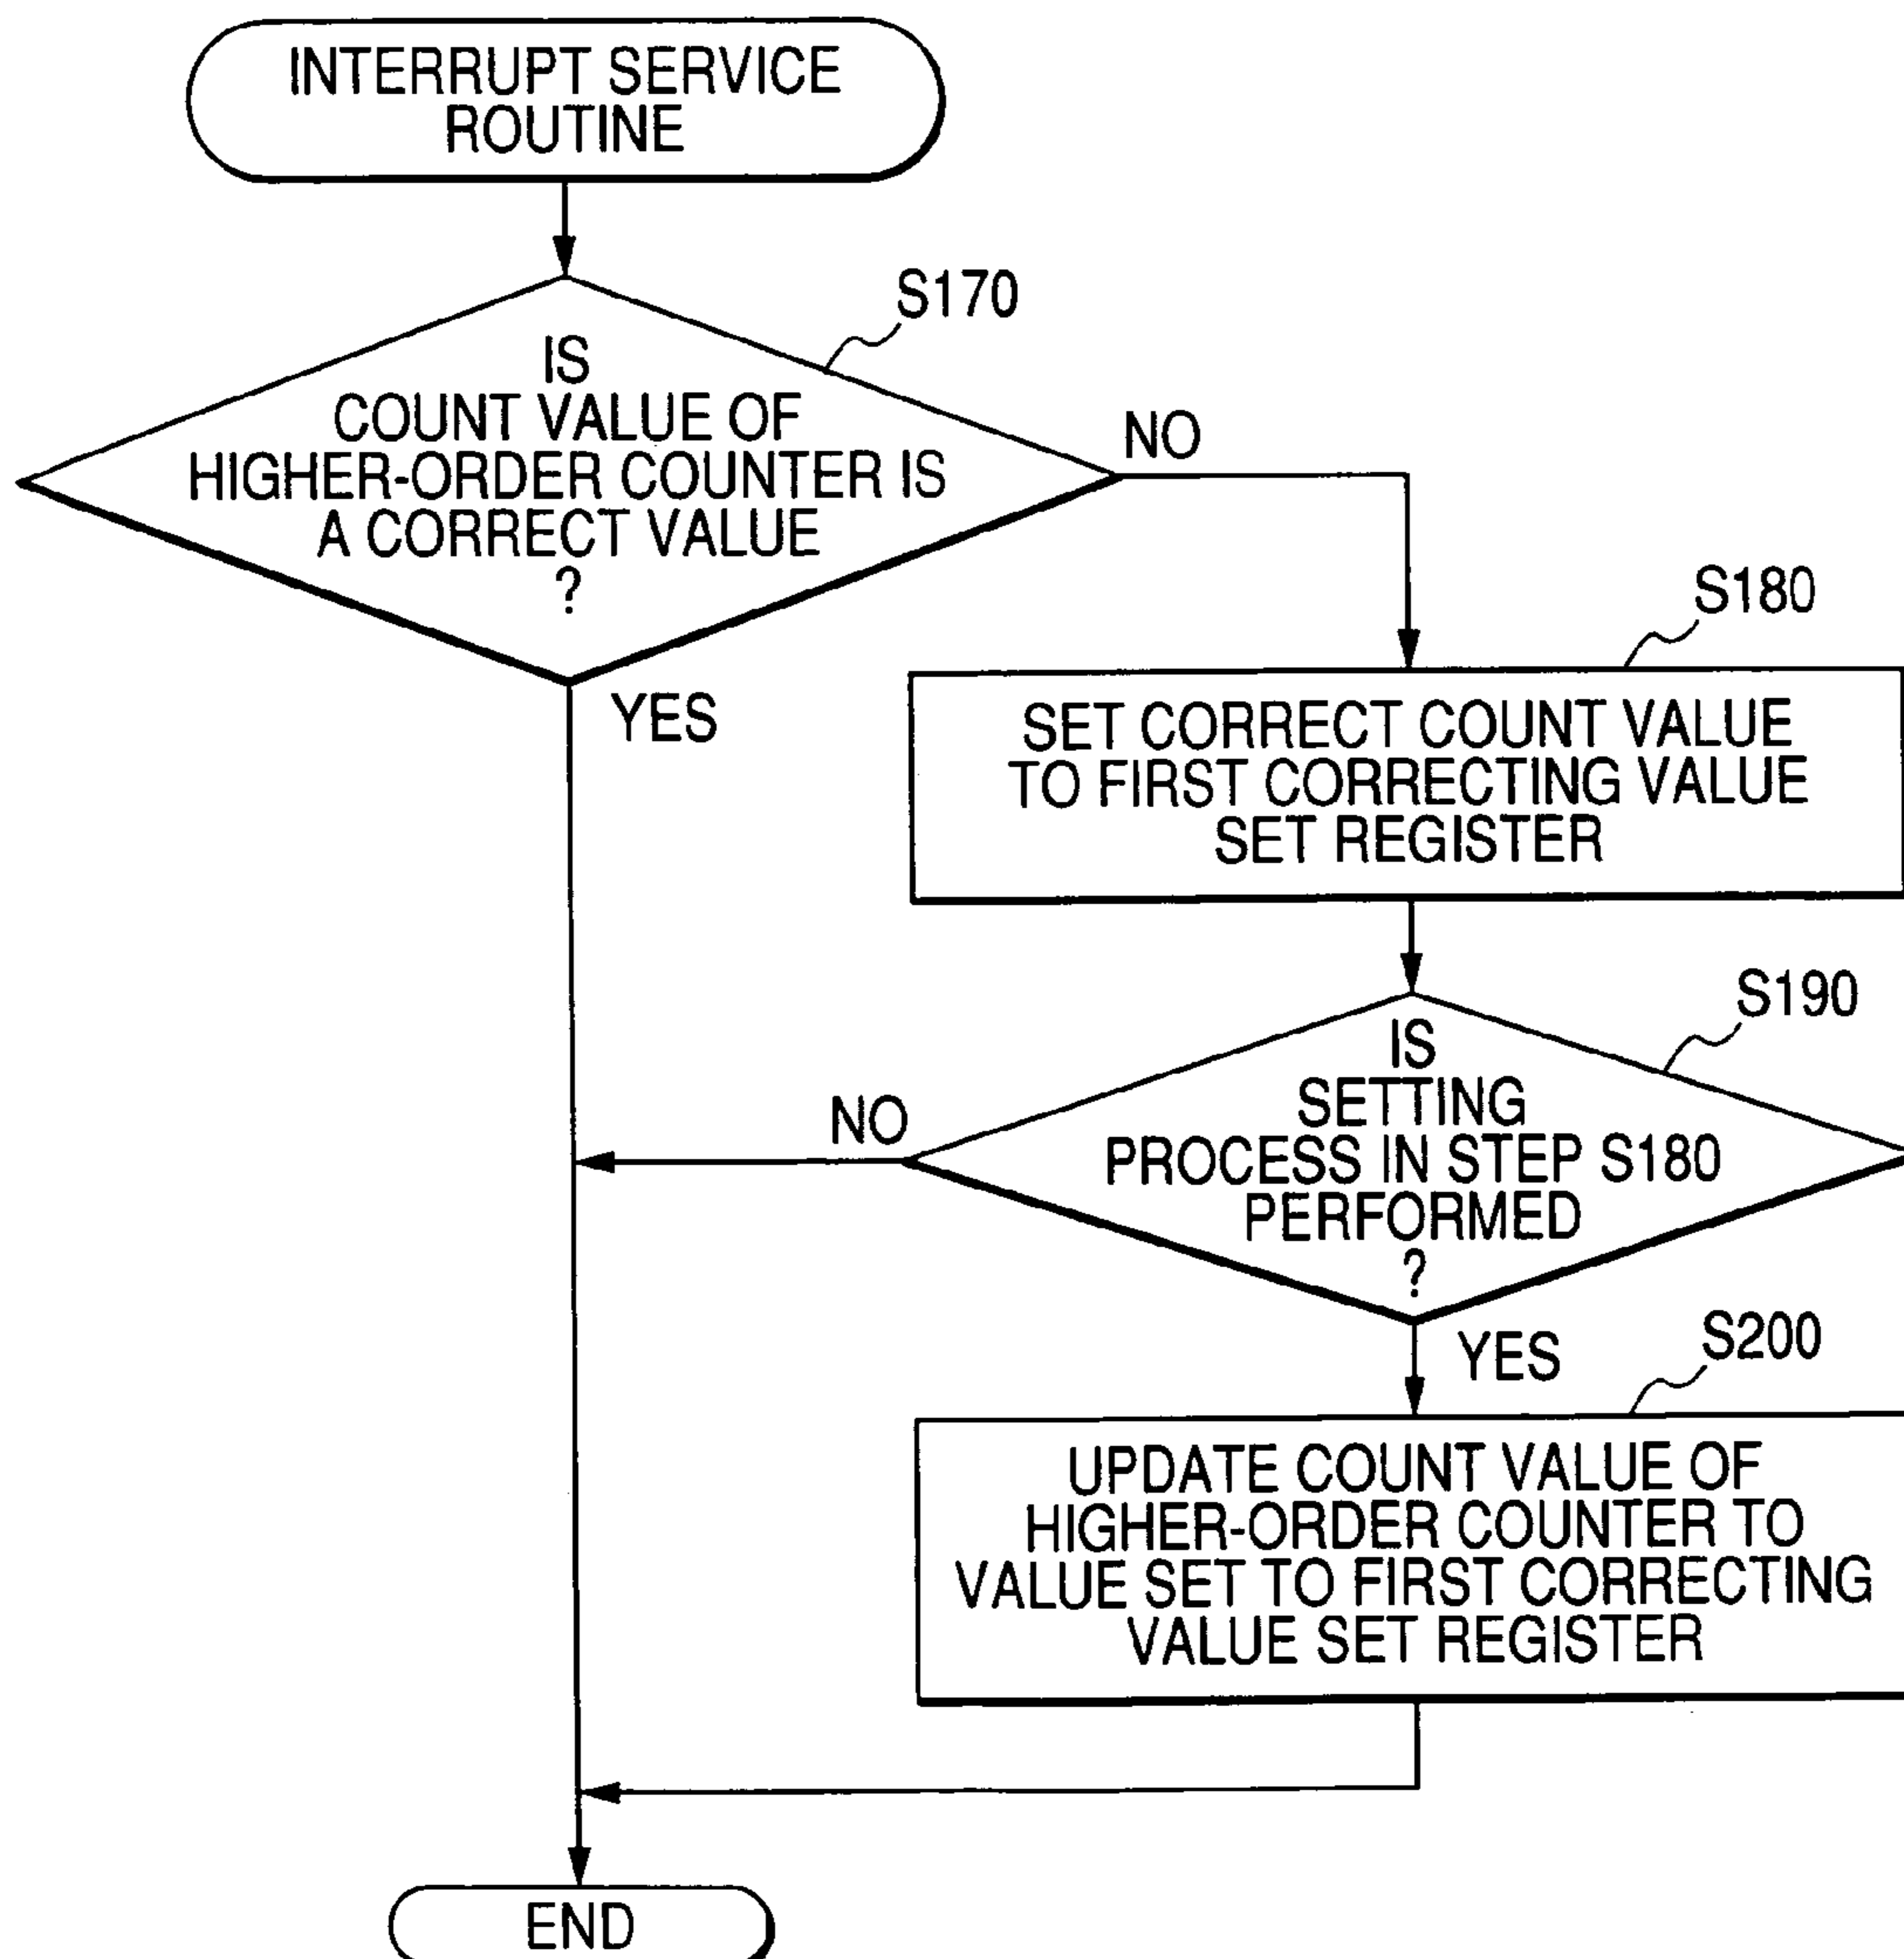 INTERRUPT SERVICE
ROUTINE
S170
IS
COUNT VALUE OF
HIGHER-ORDER COUNTER IS
A CORRECT VALUE
?
NO
YES
S180
SET CORRECT COUNT VALUE
TO FIRST CORRECTING VALUE
SET REGISTER
S190
IS
SETTING
PROCESS IN STEP S180
PERFORMED
?
NO
YES
S200
UPDATE COUNT VALUE OF
HIGHER-ORDER COUNTER TO
VALUE SET TO FIRST CORRECTING
VALUE SET REGISTER
END